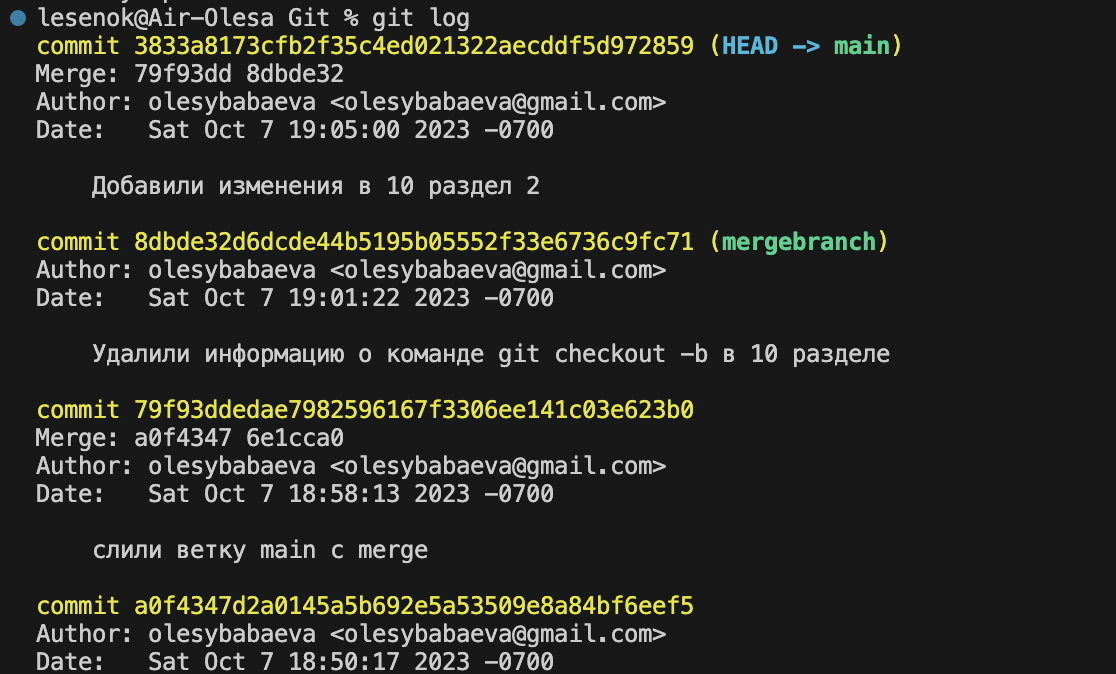 lesenok@Air-Olesa Git % git log
commit 3833a8173cfb2f35c4ed021322aecddf5d972859 (HEAD -> main)
Merge: 79f93dd 8dbde32
Author: olesybabaeva <olesybabaeva@gmail.com>
Date:   Sat Oct 7 19:05:00 2023 -0700
Добавили изменения в 10 раздел 2
commit 8dbde32d6dcde44b5195b05552f33e6736c9fc71 (mergebranch)
Author: olesybabaeva <olesybabaeva@gmail.com>
Date:   Sat Oct 7 19:01:22 2023 -0700
Удалили информацию о команде git checkout -b в 10 разделе
commit 79f93ddedae7982596167f3306ee141c03e623b0
Merge: a0f4347 6e1cca0
Author: olesybabaeva <olesybabaeva@gmail.com>
Date:   Sat Oct 7 18:58:13 2023 -0700
слили ветку main с merge
commit a0f4347d2a0145a5b692e5a53509e8a84bf6eef5
Author: olesybabaeva <olesybabaeva@gmail.com>
Date:   Sat Oct 7 18:50:17 2023 -0700